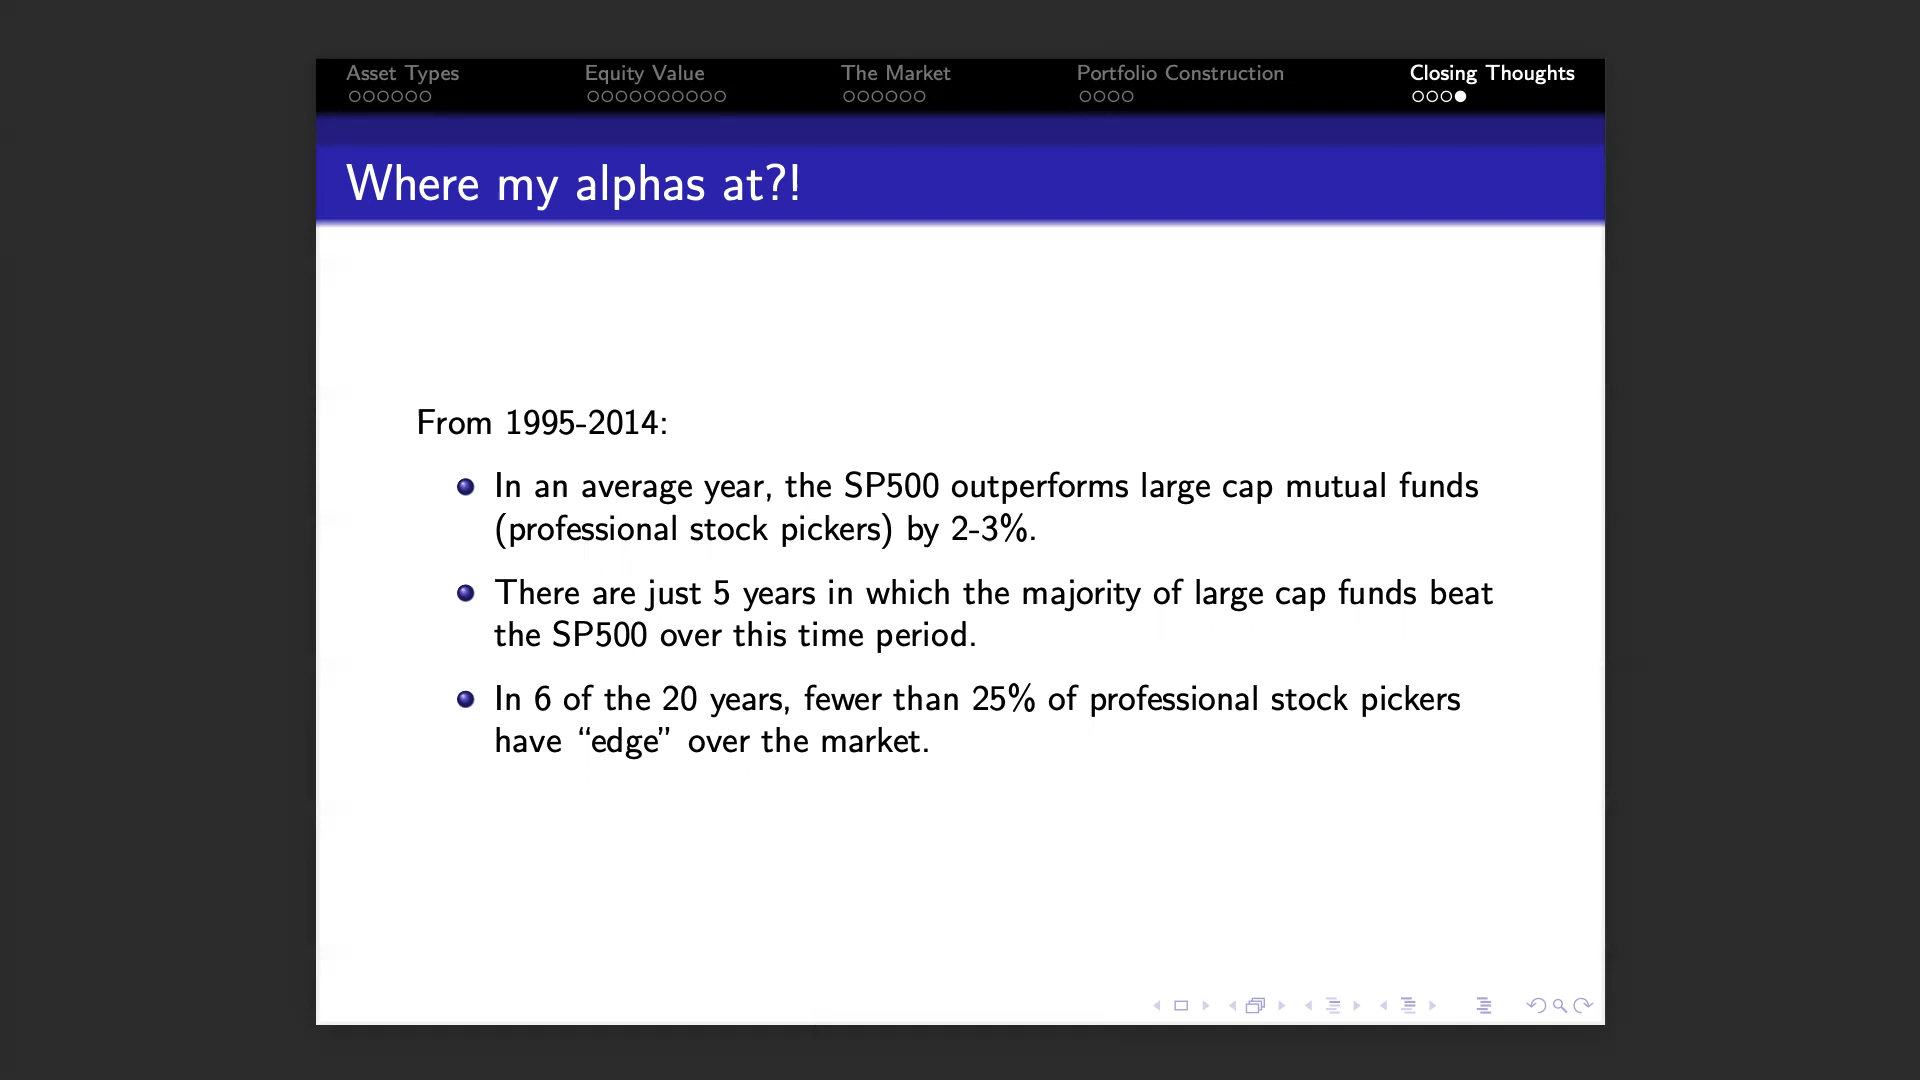 Asset Types
Equity Value
The Market
Portfolio Construction
Closing Thoughts
Where my alphas at?!
From 1995-2014:
In an average year, the SP500 outperforms large cap mutual funds
(professional stock pickers) by 2-3%.
There are just 5 years in which the majority of large cap funds beat
the SP500 over this time period.
In 6 of the 20 years, fewer than 25% of professional stock pickers
have “edge” over the market.